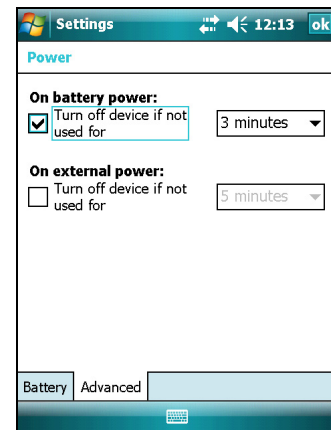 Settings 12:13 ok
Power
On battery power:
Turn off device if not
used for
3 minutes
On external power:
Turn off device if not
used for
5 minutes
Battery Advanced